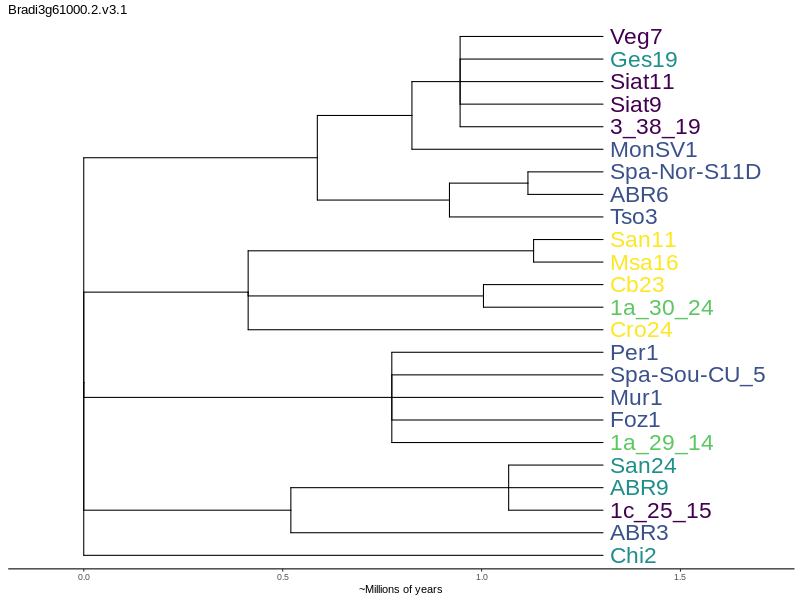 Bradi3g61000.2.v3.1
Veg7
Ges19
Siat11
Siat9
3_38_19
MonSV1
Spa-Nor-S11D
ABR6
Tso3
San11
Msa16
Cb23
1a_30_24
Cro24
Per1
Spa-Sou-CU_5
Mur1
Foz1
1a_29_14
San24
ABR9
1c_25_15
ABR3
Chi2
0.0 0.5 1.0 1.5
~Millions of years